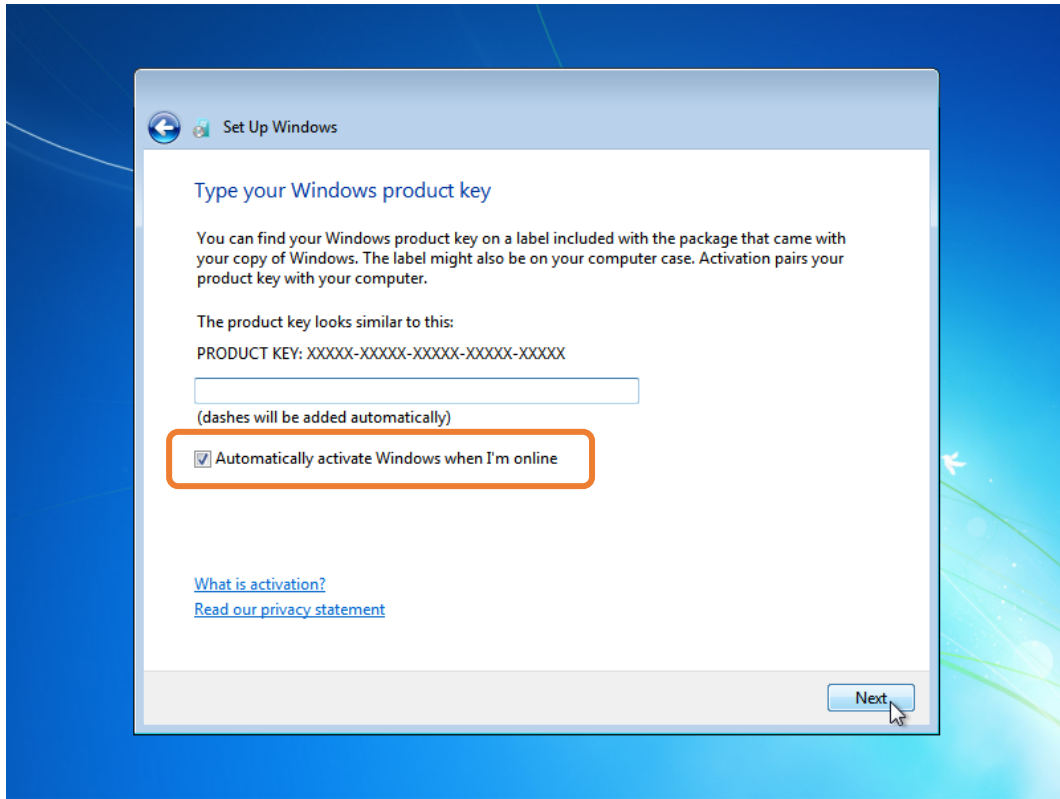 Set Up Windows
Type your Windows product key
You can find your Windows product key on a label included with the package that came with
your copy of Windows. The label might also be on your computer case. Activation pairs your
product key with your computer.
The product key looks similar to this:
PRODUCT KEY: XXXXX-XXXXX-XXXXX-XXXXX-XXXXX
(dashes will be added automatically)
Automatically activate Windows when I'm online
What is activation?
Read our privacy statement
Next